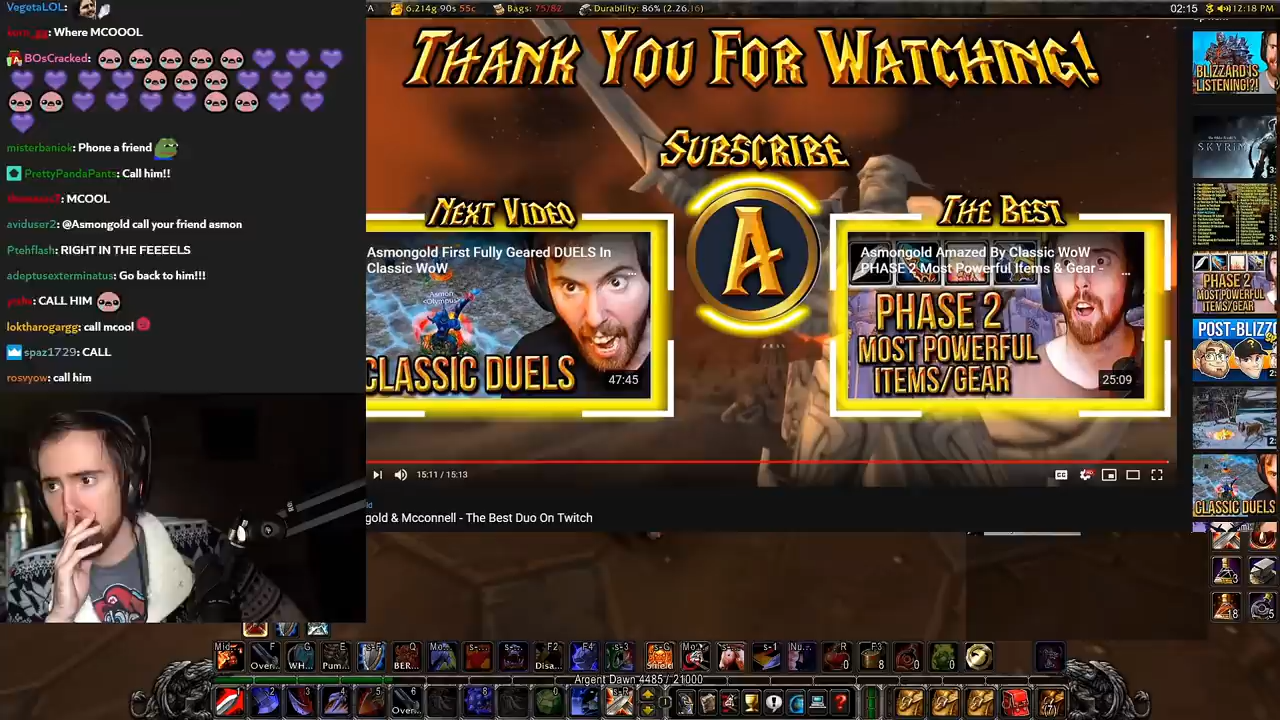 VegetaLOL:
Where MCOOOL
BOsCracked:
misterbaniok: Phone a friend
PrettyPandaPants: Call him!!
MCOOL
aviduser2: @Asmongold call your friend asmon
Ptehflash: RIGHT IN THE FEEEELS
adeptusexterminatus: Go back to him!!!
CALL HIM
loktharogargg: call mcool
spaz1729: CALL
rosvyow: call him
6.214g 90s 55c
Bags: 75/82
Durability: 86% (2.26.16)
02:15
12:18 PM
THANK YOU FOR WATCHING!
SUBSCRIBE
A
NEXT VIDEO
Asmongold First Fully Geared DUELS In
Classic WoW
Asmon
<Olympus>
CLASSIC DUELS
47:45
THE BEST
Asmongold Amazed By Classic WoW
PHASE 2 Most Powerful Items & Gear -
PHASE 2
MOST POWERFUL
ITEMS/GEAR
25:09
15:11 / 15:13
gold & Mcconnell - The Best Duo On Twitch
BLIZZARD IS
LISTENING?!
SKYRIM
PHASE 2
MOST POWERFUL
ITEMS/GEAR
POST-BLIZZ
CLASSIC DUELS
Argent Dawn 4485 / 21000